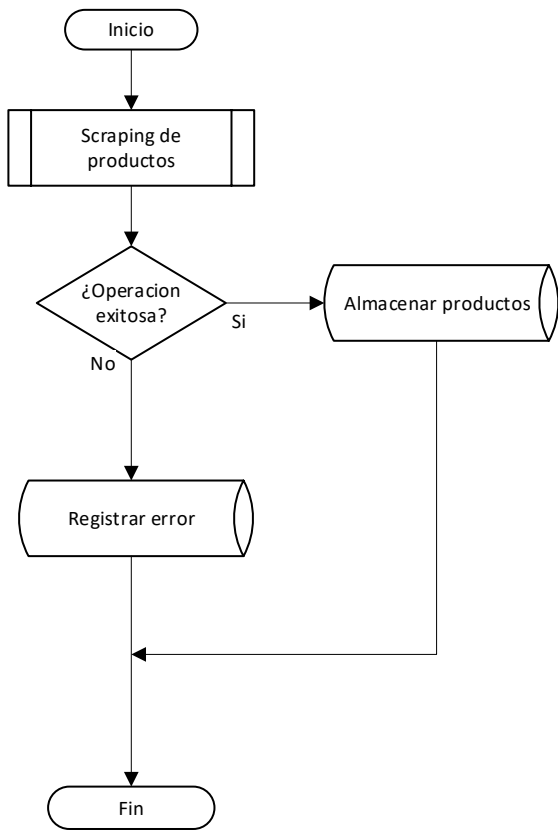 Inicio
Scraping de
productos
¿Operacion
exitosa?
Si
Almacenar productos
No
Registrar error
Fin